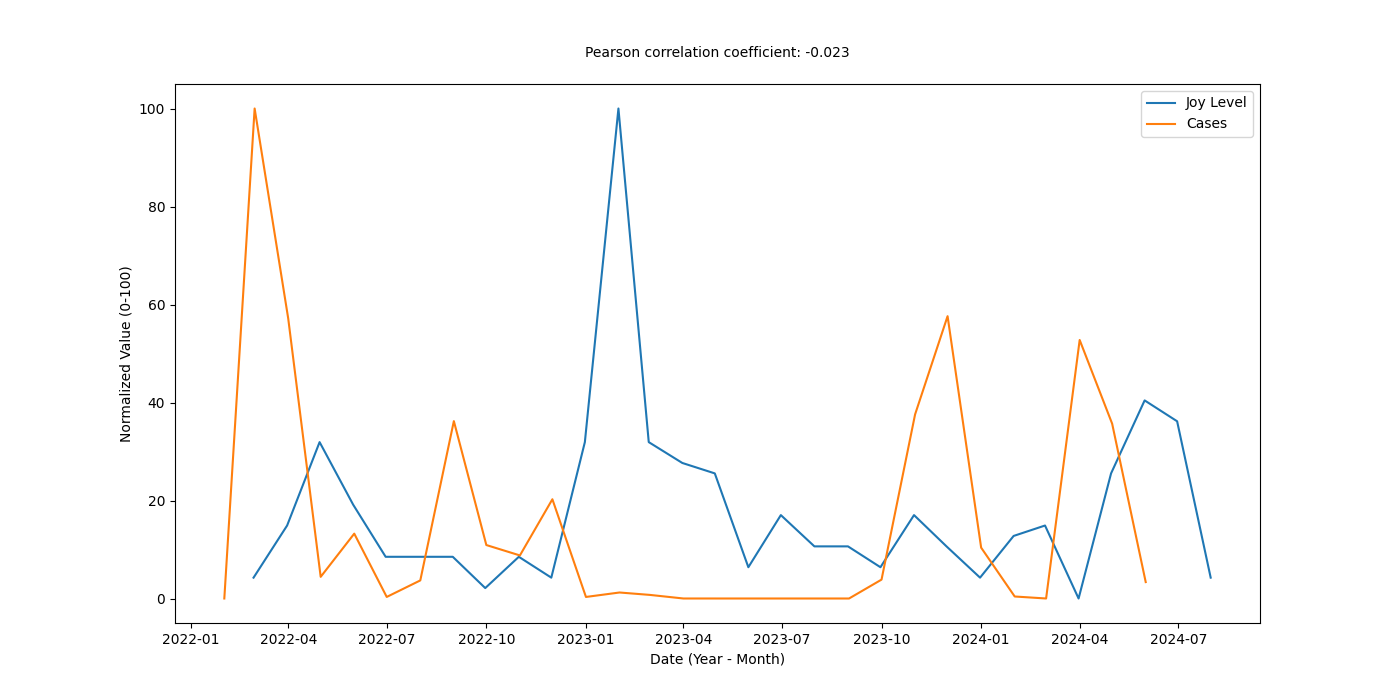 Pearson correlation coefficient: -0.023
Joy Level
Cases
Normalized Value (0-100)
100
80
60
40
20
0
2022-01 2022-04 2022-07 2022-10 2023-01 2023-04 2023-07 2023-10 2024-01 2024-04 2024-07
Date (Year - Month)